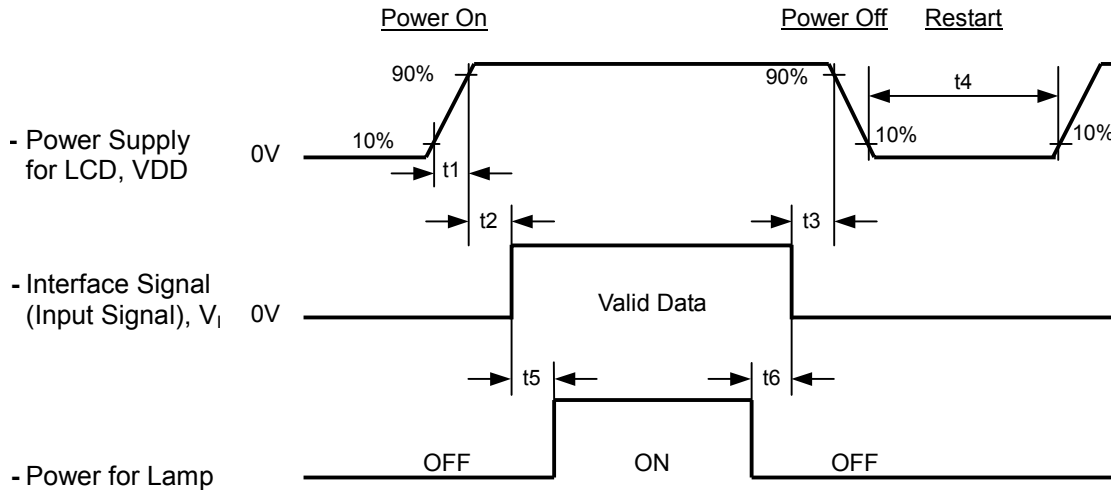 Power On
Power Off Restart
90%
90%
t4
- Power Supply
for LCD, VDD
0V
10%
10%
10%
t1
t2
t3
- Interface Signal
(Input Signal), VI
0V
Valid Data
t5
t6
- Power for Lamp
OFF
ON
OFF